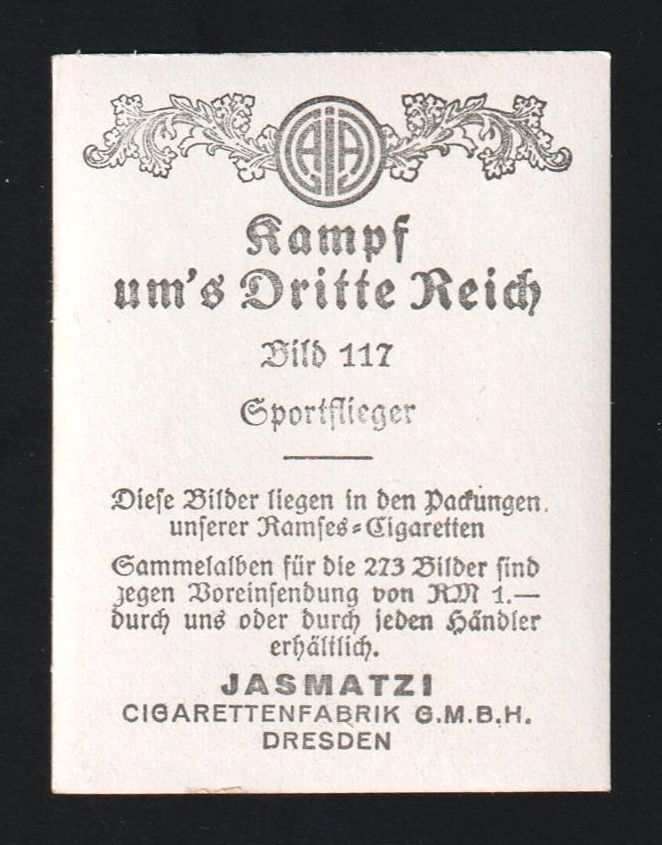 Kampf
um's Dritte Reich
Bild 117
Sportflieger
Diese Bilder liegen in den Packungen
unserer Ramses-Cigaretten
Sammelalben für die 273 Bilder sind
gegen Voreinsendung von RM 1.—
durch uns oder durch jeden Händler
erhältlich.
JASMATZI
CIGARETTENFABRIK G.M.B.H.
DRESDEN